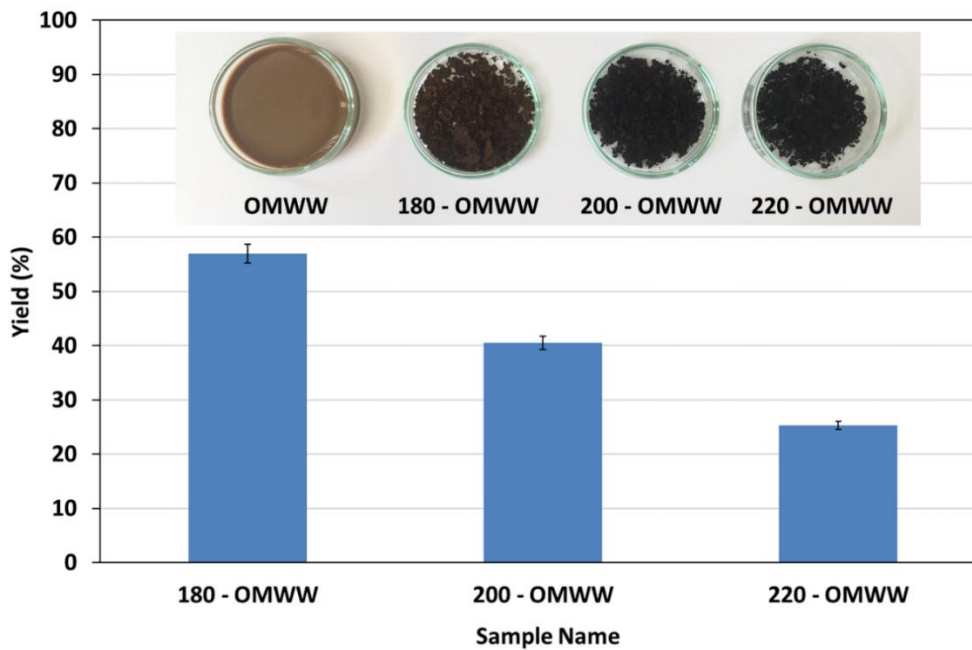 100
90
80
70
60
50
40
30
20
10
0
Yield (%)
OMWW
180 - OMWW
200 - OMWW
220 - OMWW
180 - OMWW
200 - OMWW
220 - OMWW
Sample Name